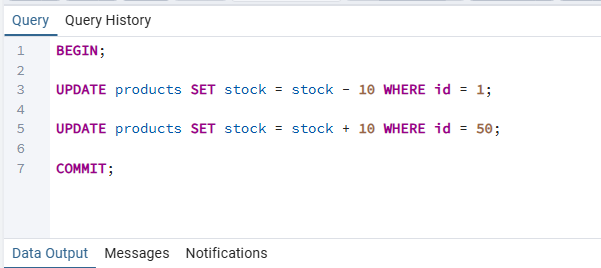 Query Query History
1 BEGIN;
2
3 UPDATE products SET stock = stock - 10 WHERE id = 1;
4
5 UPDATE products SET stock = stock + 10 WHERE id = 50;
6
7 COMMIT;
Data Output Messages Notifications